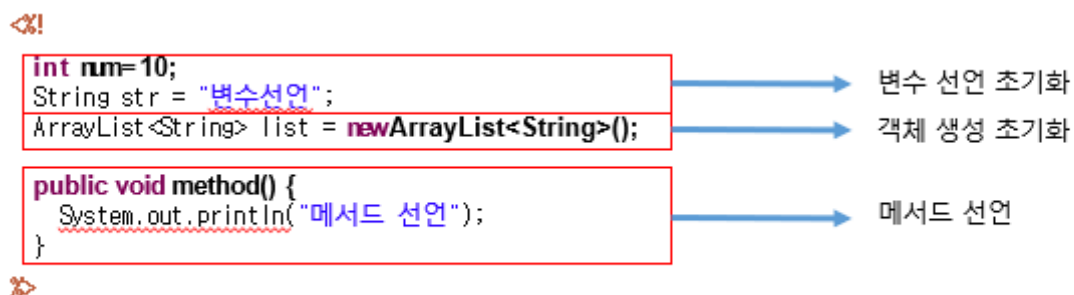 <%!
int num=10;
변수 선언 초기화
String str = "변수선언";
ArrayList<String> list = newArrayList<String>();
객체 생성 초기화
public void method() {
System.out.println("메서드 선언");
메서드 선언
}
%>